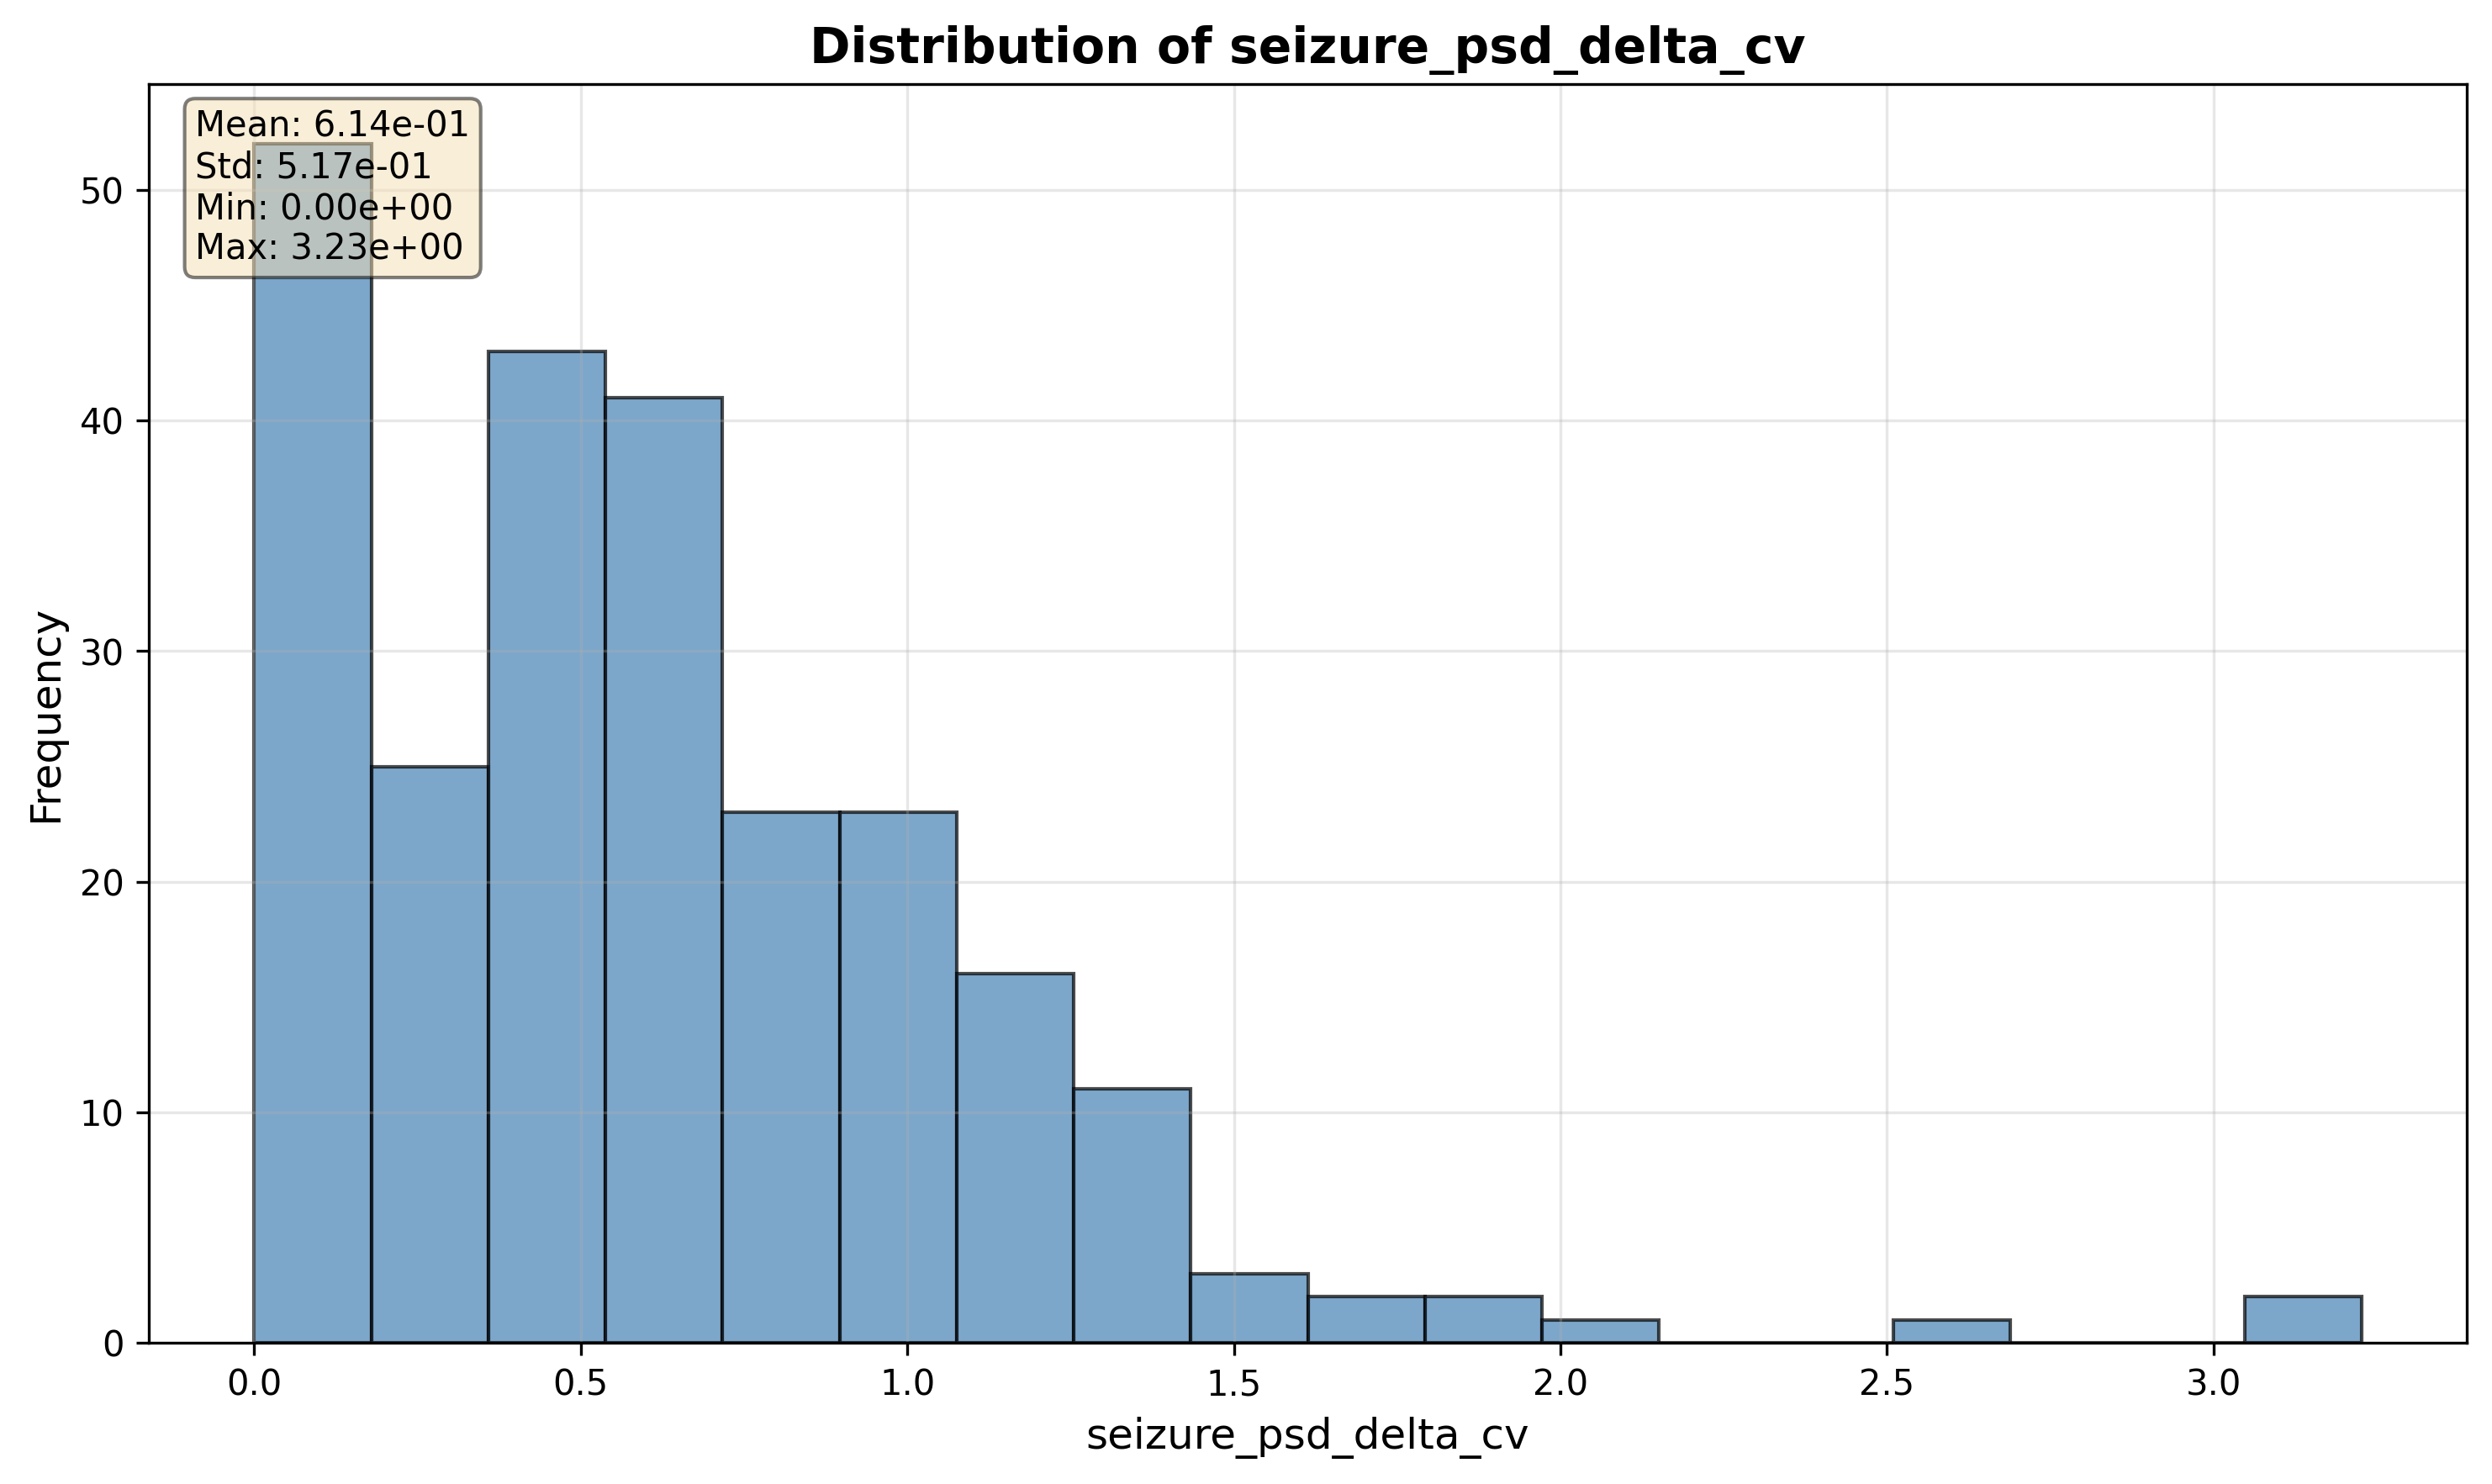 Distribution of seizure_psd_delta_cv
Mean: 6.14e-01
Std: 5.17e-01
Min: 0.00e+00
Max: 3.23e+00
50
40
30
20
10
0
Frequency
0.0 0.5 1.0 1.5 2.0 2.5 3.0
seizure_psd_delta_cv